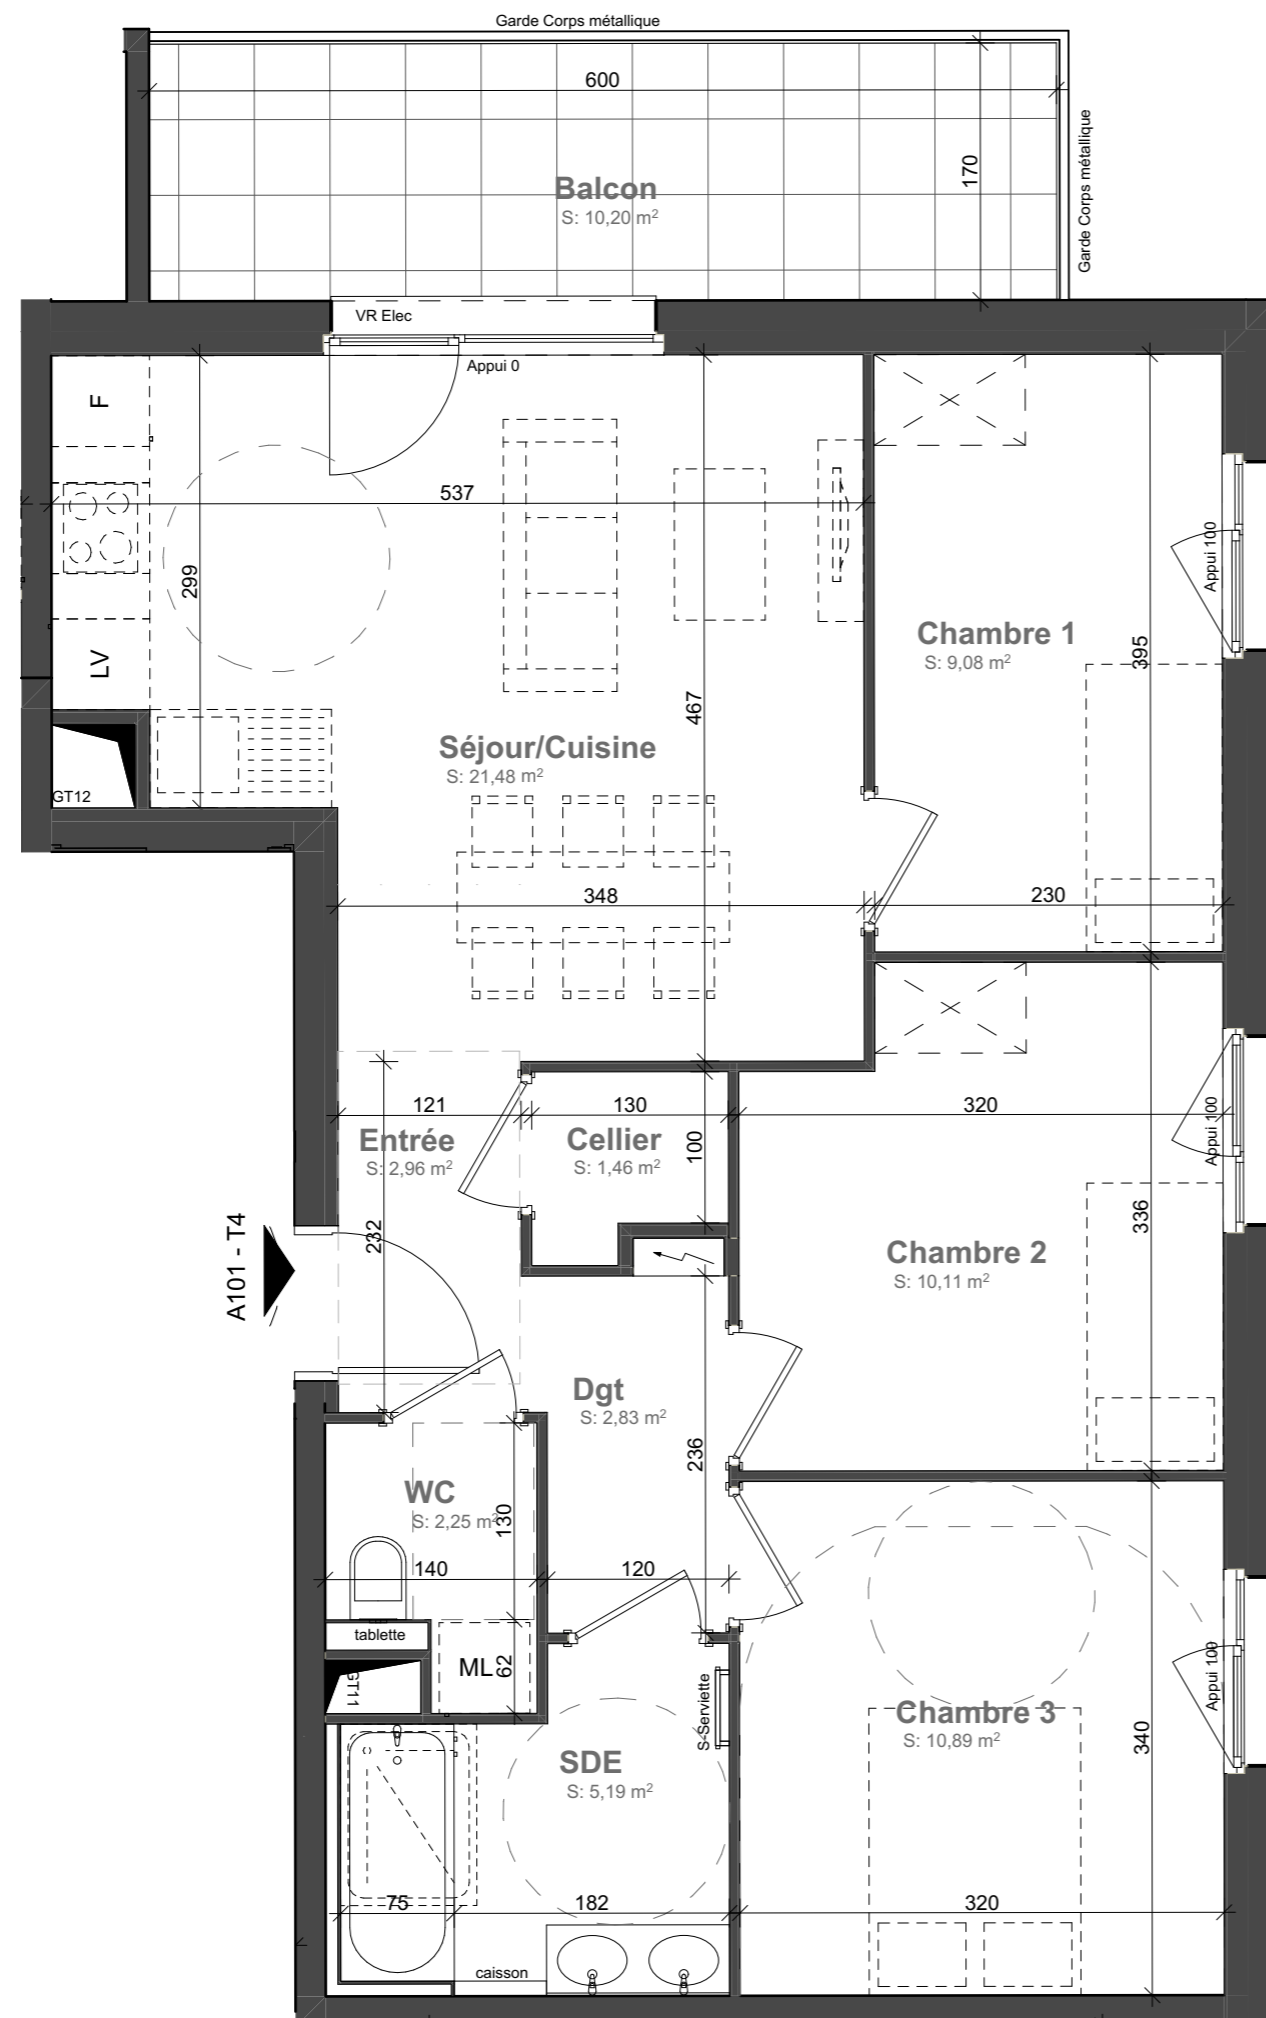 Garde Corps métallique
600
170
Garde Corps métallique
Balcon
S: 10,20 m²
VR Elec
Appui 0
F
537
299
LV
GT12
467
Séjour/Cuisine
S: 21,48 m²
Chambre 1
S: 9,08 m²
395
Appui 100
348
230
121
130
320
Entrée
S: 2,96 m²
Cellier
S: 1,46 m²
100
Appui 100
232
A101 - T4
336
Chambre 2
S: 10,11 m²
Dgt
S: 2,83 m²
236
WC
S: 2,25 m²
130
140
120
tablette
ML
62
GT11
S-Serviette
Appui 100
Chambre 3
S: 10,89 m²
340
SDE
S: 5,19 m²
75
182
320
caisson